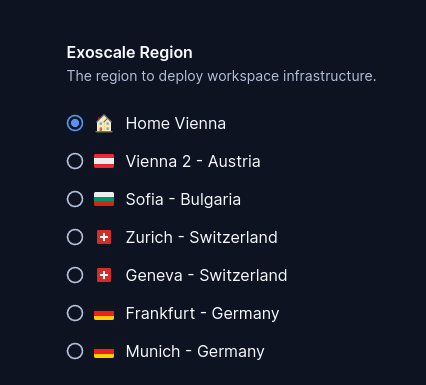 Exoscale Region
The region to deploy workspace infrastructure.
Home Vienna
Vienna 2 - Austria
Sofia - Bulgaria
Zurich - Switzerland
Geneva - Switzerland
Frankfurt - Germany
Munich - Germany